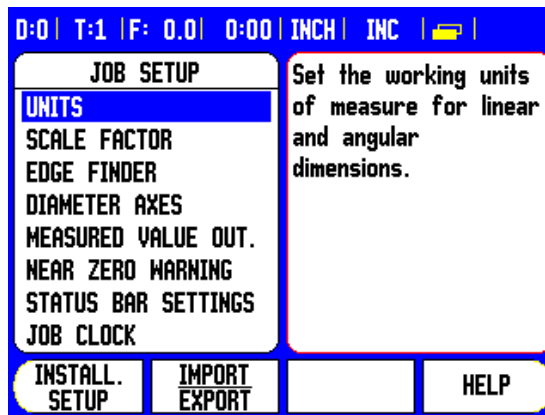 D:0 | T:1 | F: 0.0 | 0:00 | INCH | INC |
JOB SETUP
UNITS
SCALE FACTOR
EDGE FINDER
DIAMETER AXES
MEASURED VALUE OUT.
NEAR ZERO WARNING
STATUS BAR SETTINGS
JOB CLOCK
Set the working units
of measure for linear
and angular
dimensions.
INSTALL.
SETUP
IMPORT
EXPORT
HELP